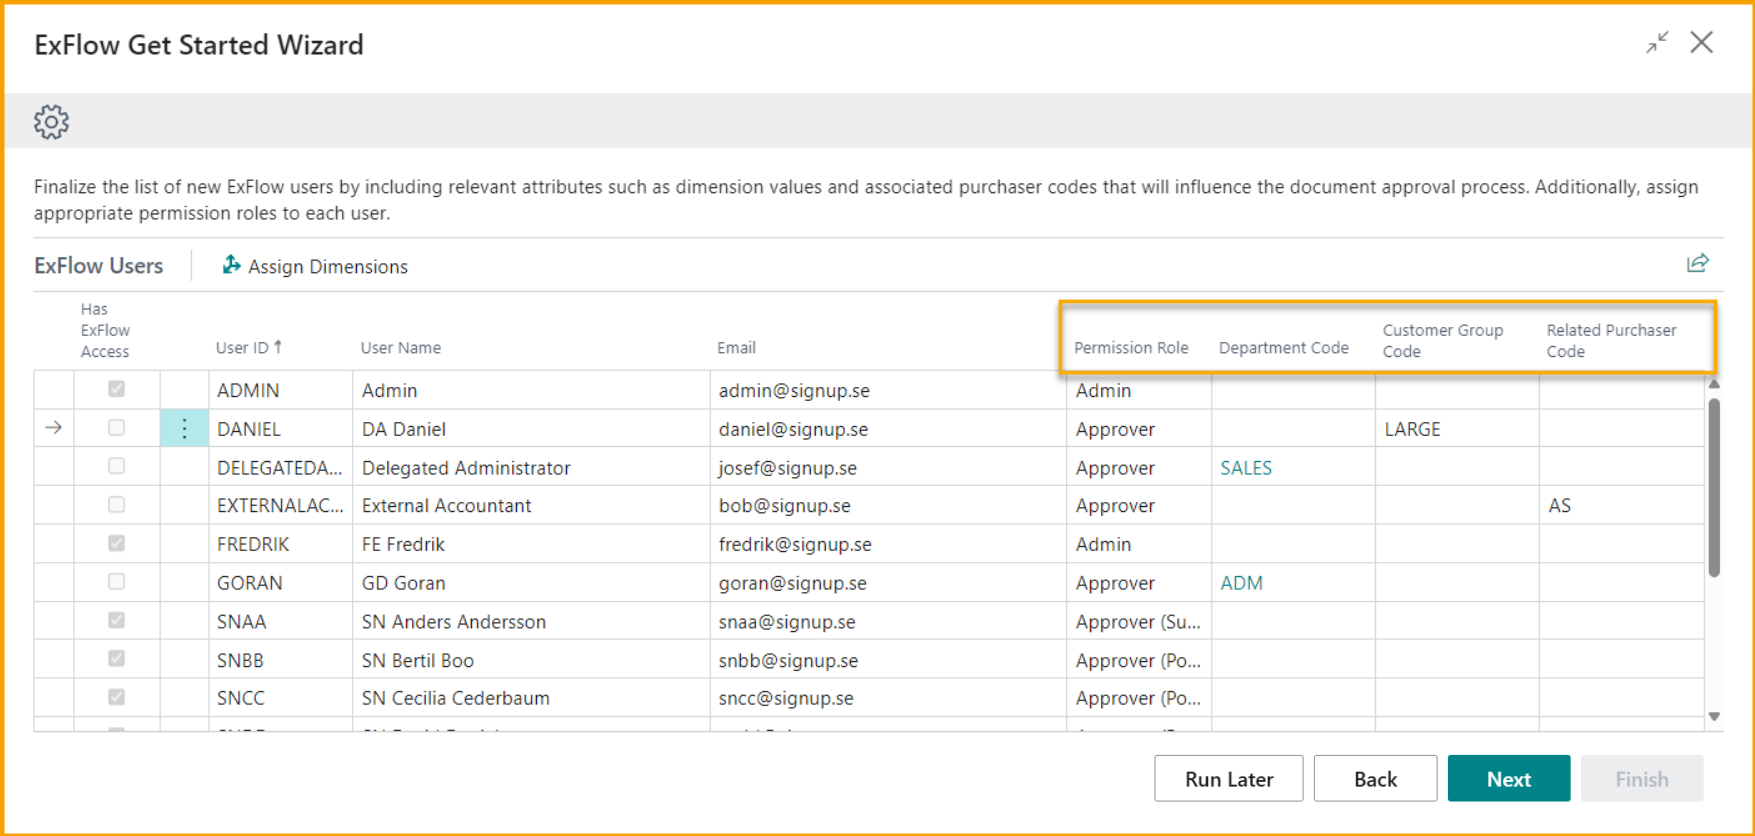 ExFlow Get Started Wizard
Finalize the list of new ExFlow users by including relevant attributes such as dimension values and associated purchaser codes that will influence the document approval process. Additionally, assign
appropriate permission roles to each user.
ExFlow Users Assign Dimensions
Has ExFlow Access User ID ↑ User Name Email Permission Role Department Code Customer Group Code Related Purchaser Code
ADMIN Admin admin@signup.se Admin
DANIEL DA Daniel daniel@signup.se Approver LARGE
DELEGATEDA... Delegated Administrator josef@signup.se Approver SALES
EXTERNALAC... External Accountant bob@signup.se Approver AS
FREDRIK FE Fredrik fredrik@signup.se Admin
GORAN GD Goran goran@signup.se Approver ADM
SNAA SN Anders Andersson snaa@signup.se Approver (Su...
SNBB SN Bertil Boo snbb@signup.se Approver (Po...
SNCC SN Cecilia Cederbaum sncc@signup.se Approver (Po...
Run Later Back Next Finish